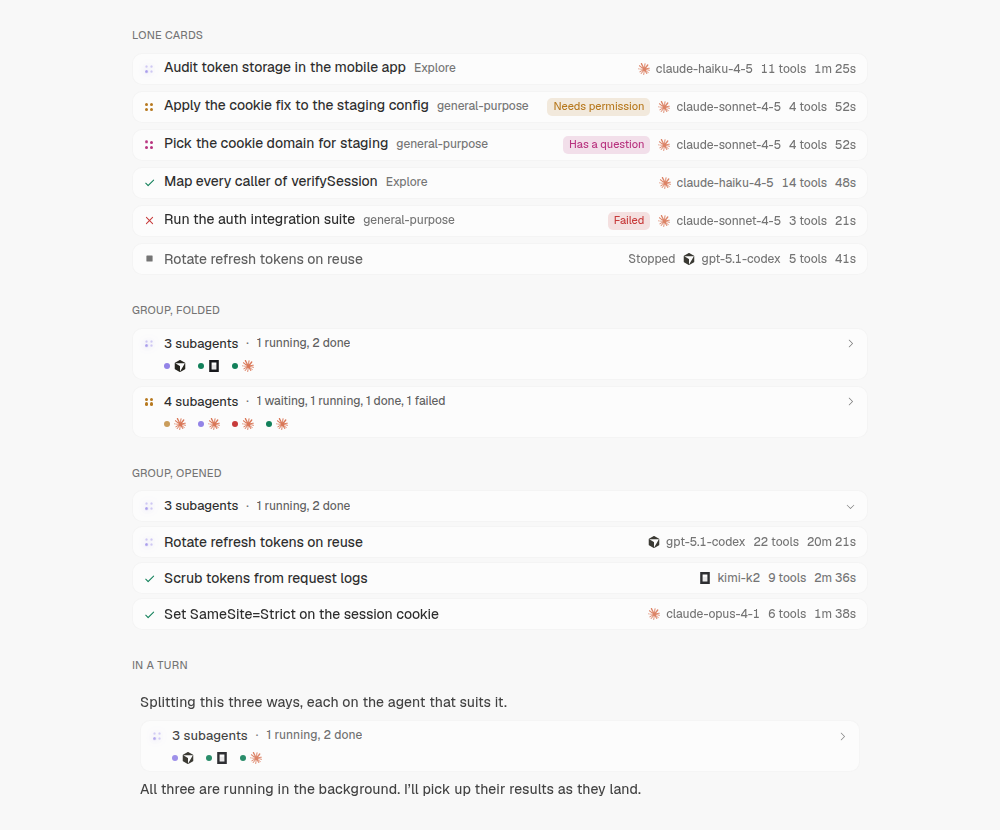 LONE CARDS
Audit token storage in the mobile app Explore claude-haiku-4-5 11 tools 1m 25s
Apply the cookie fix to the staging config general-purpose Needs permission claude-sonnet-4-5 4 tools 52s
Pick the cookie domain for staging general-purpose Has a question claude-sonnet-4-5 4 tools 52s
Map every caller of verifySession Explore claude-haiku-4-5 14 tools 48s
Run the auth integration suite general-purpose Failed claude-sonnet-4-5 3 tools 21s
Rotate refresh tokens on reuse Stopped gpt-5.1-codex 5 tools 41s
GROUP, FOLDED
3 subagents · 1 running, 2 done
4 subagents · 1 waiting, 1 running, 1 done, 1 failed
GROUP, OPENED
3 subagents · 1 running, 2 done
Rotate refresh tokens on reuse gpt-5.1-codex 22 tools 20m 21s
Scrub tokens from request logs kimi-k2 9 tools 2m 36s
Set SameSite=Strict on the session cookie claude-opus-4-1 6 tools 1m 38s
IN A TURN
Splitting this three ways, each on the agent that suits it.
3 subagents · 1 running, 2 done
All three are running in the background. I’ll pick up their results as they land.